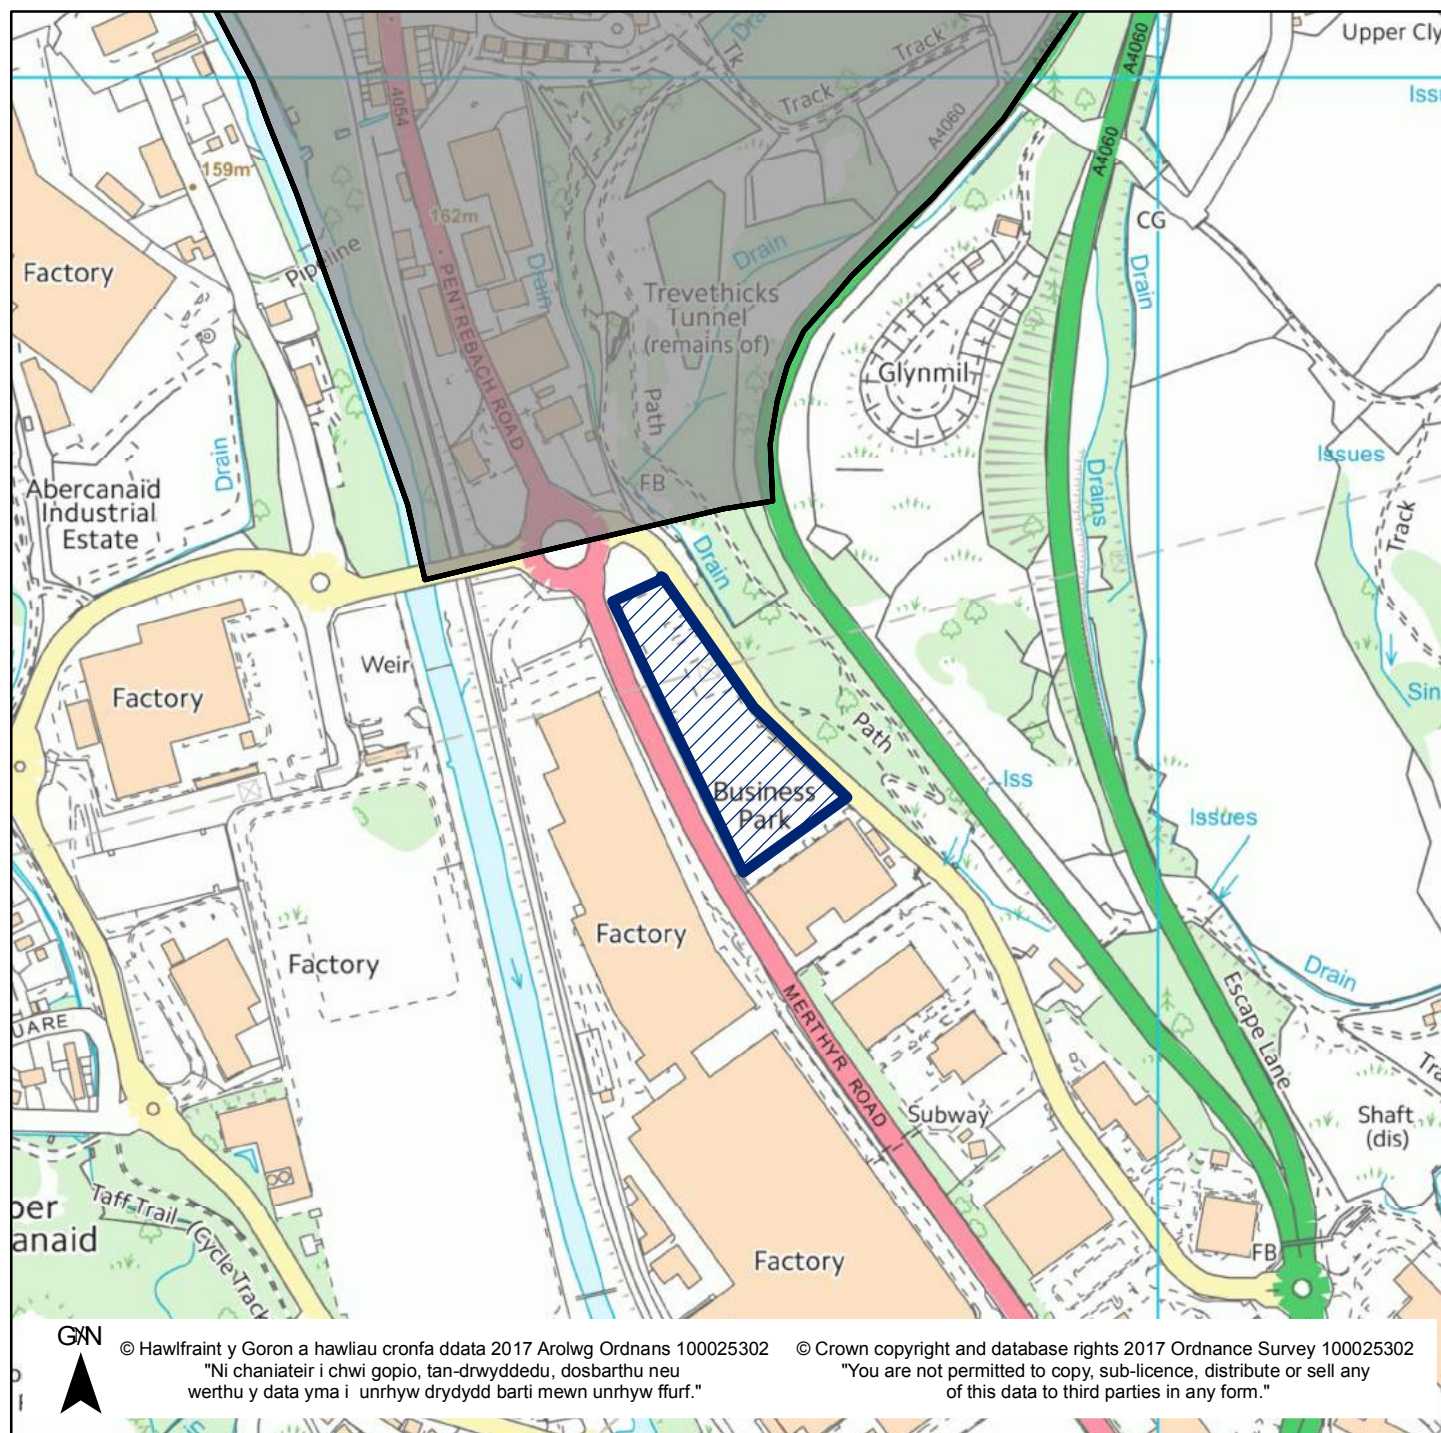 Upper Cly
A4060
Track
Tk
Track
A4060
4054
A4060
159m
162m
CG
Drain
Pipeline
Drain
Drain
Factory
Trevethicks
Tunnel
(remains of)
PENTREBACH ROAD
Glynmil
Path
Drain
FB
Issues
Track
Drains
Abercanaid
Industrial
Estate
Drain
Weir
Factory
Path
Sin
Iss
Business
Park
Issues
Factory
Factory
Drain
MERTHYR ROAD
Escape Lane
UARE
Subway
Shaft
(dis)
Taff Trail (Cycle Track)
anaid
FB
Factory
G/N
© Hawlfraint y Goron a hawliau cronfa ddata 2017 Arolwg Ordnans 100025302
"Ni chaniateir i chwi gopio, tan-drwyddedu, dosbarthu neu
werthu y data yma i unrhyw drydydd barti mewn unrhyw ffurf."
© Crown copyright and database rights 2017 Ordnance Survey 100025302
"You are not permitted to copy, sub-licence, distribute or sell any
of this data to third parties in any form."